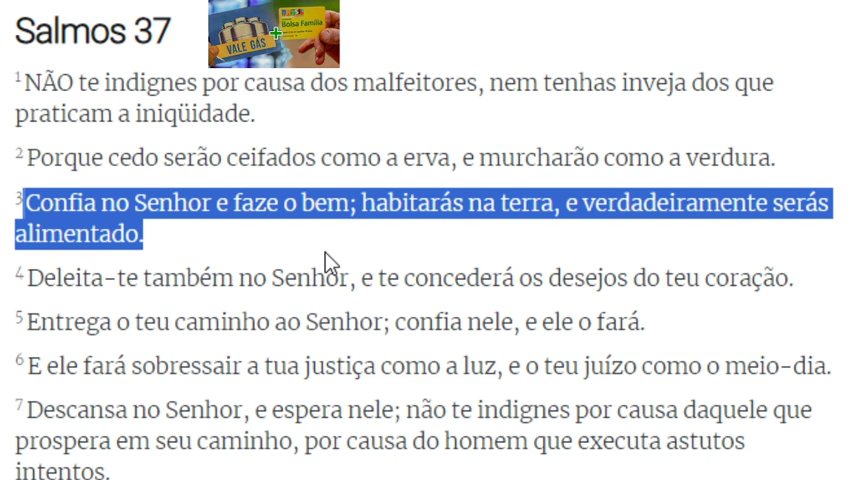 Salmos 37
VALE GÁS
Bolsa Família
1 NÃO te indignes por causa dos malfeitores, nem tenhas inveja dos que
praticam a iniqüidade.
2 Porque cedo serão ceifados como a erva, e murcharão como a verdura.
3 Confia no Senhor e faze o bem; habitarás na terra, e verdadeiramente serás
alimentado.
4 Deleita-te também no Senhor, e te concederá os desejos do teu coração.
5 Entrega o teu caminho ao Senhor; confia nele, e ele o fará.
6 E ele fará sobressair a tua justiça como a luz, e o teu juízo como o meio-dia.
7 Descansa no Senhor, e espera nele; não te indignes por causa daquele que
prospera em seu caminho, por causa do homem que executa astutos
intentos.